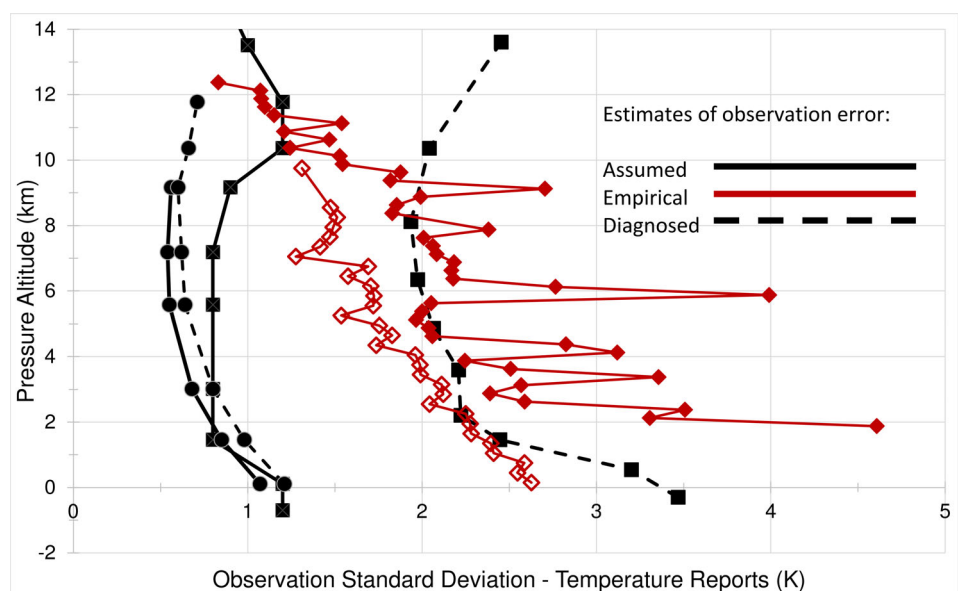 14
12
10
8
6
4
2
0
-2
Pressure Altitude (km)
Estimates of observation error:
Assumed
Empirical
Diagnosed
0 1 2 3 4 5
Observation Standard Deviation - Temperature Reports (K)